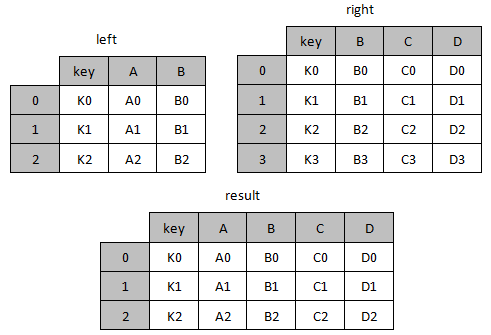 left
key A B
0 K0 A0 B0
1 K1 A1 B1
2 K2 A2 B2
right
key B C D
0 K0 B0 C0 D0
1 K1 B1 C1 D1
2 K2 B2 C2 D2
3 K3 B3 C3 D3
result
key A B C D
0 K0 A0 B0 C0 D0
1 K1 A1 B1 C1 D1
2 K2 A2 B2 C2 D2